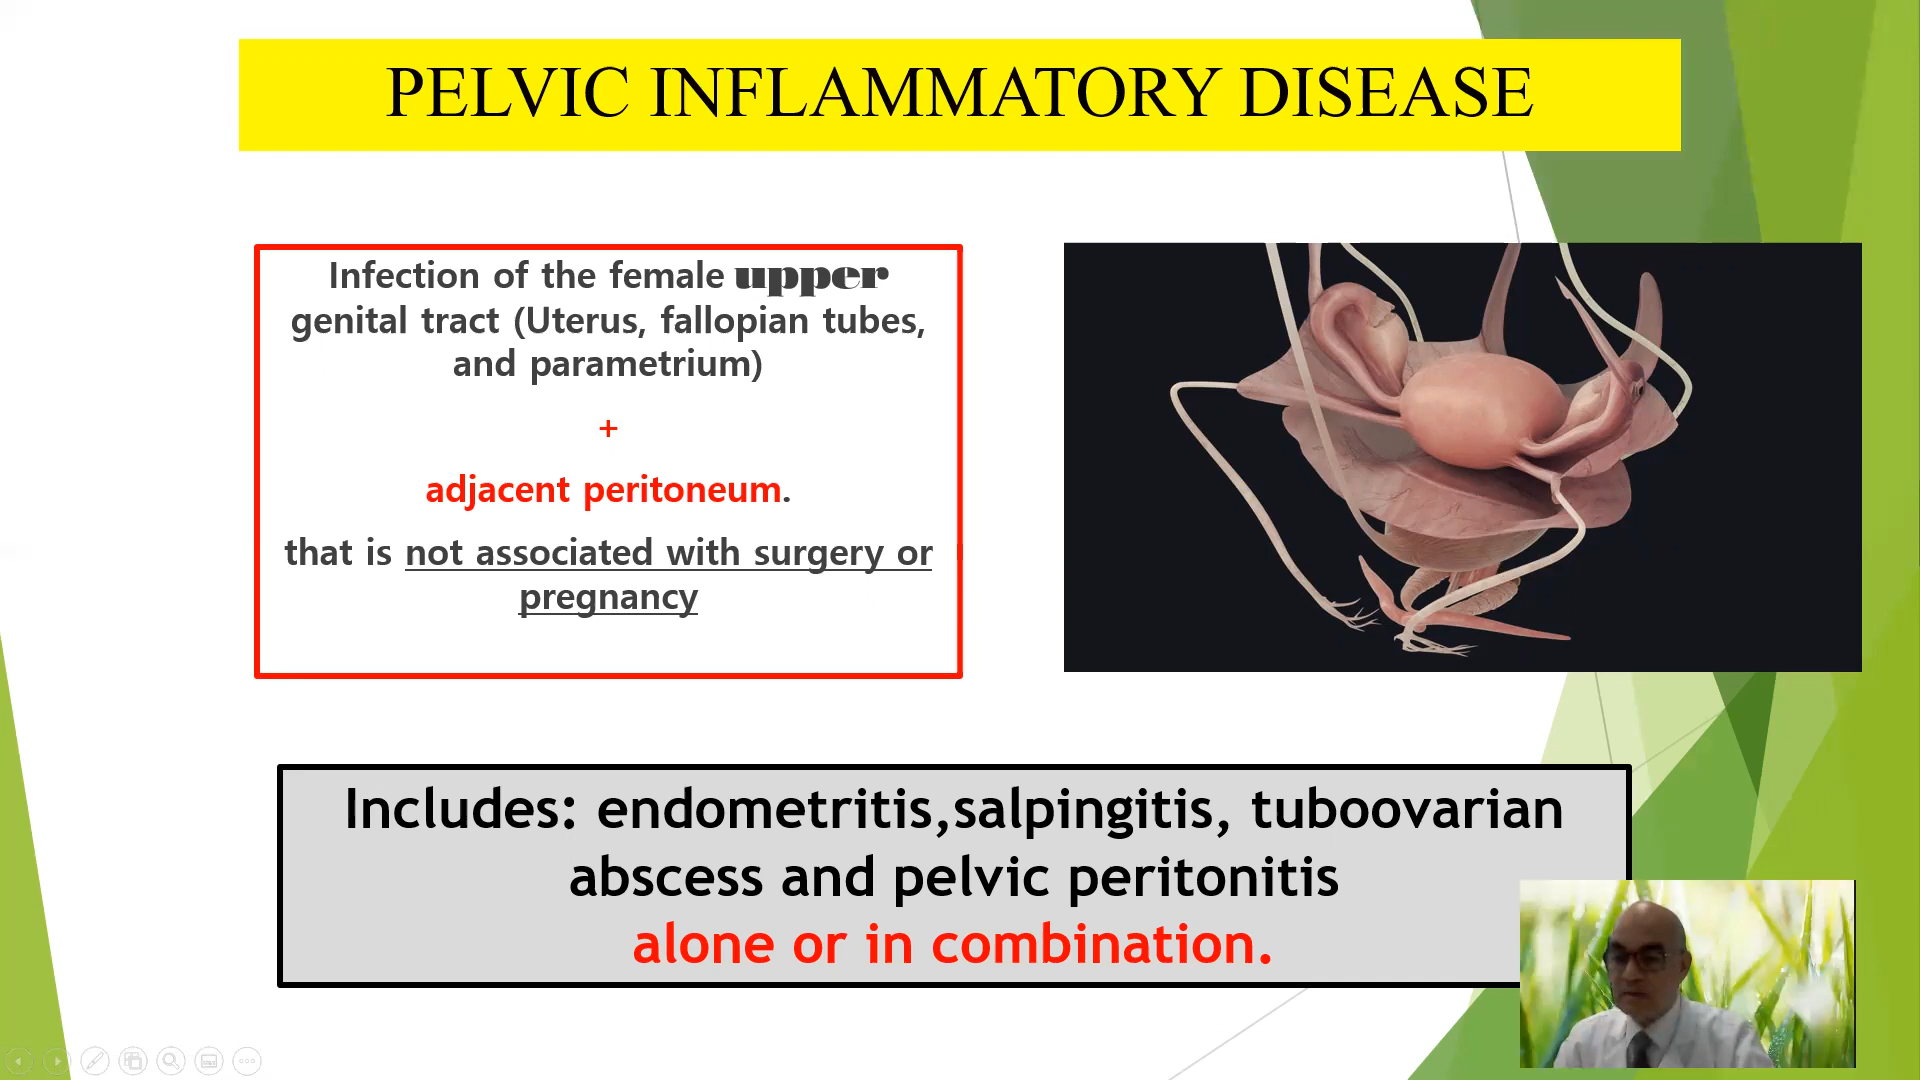 PELVIC INFLAMMATORY DISEASE
Infection of the female upper
genital tract (Uterus, fallopian tubes,
and parametrium)
+
adjacent peritoneum.
that is not associated with surgery or
pregnancy
Includes: endometritis,salpingitis, tuboovarian
abscess and pelvic peritonitis
alone or in combination.